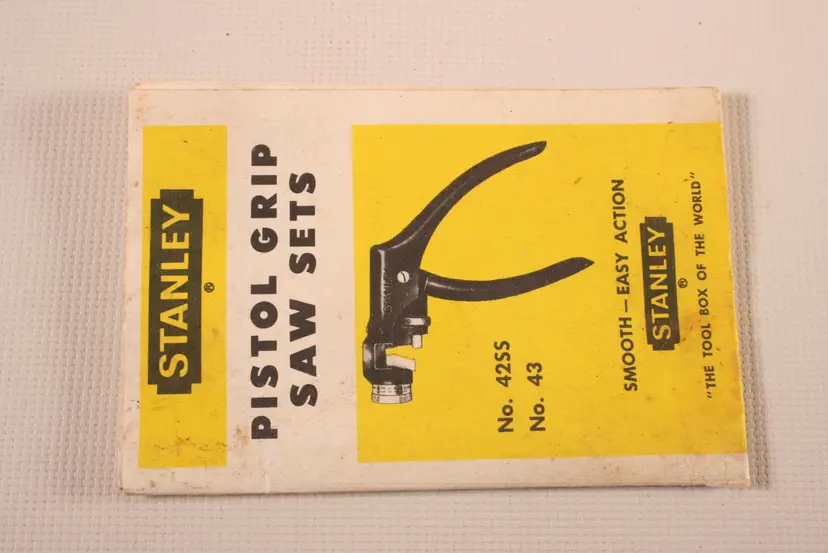 STANLEY®
PISTOL GRIP
SAW SETS
No. 42SS
No. 43
SMOOTH — EASY ACTION
STANLEY®
"THE TOOL BOX OF THE WORLD"